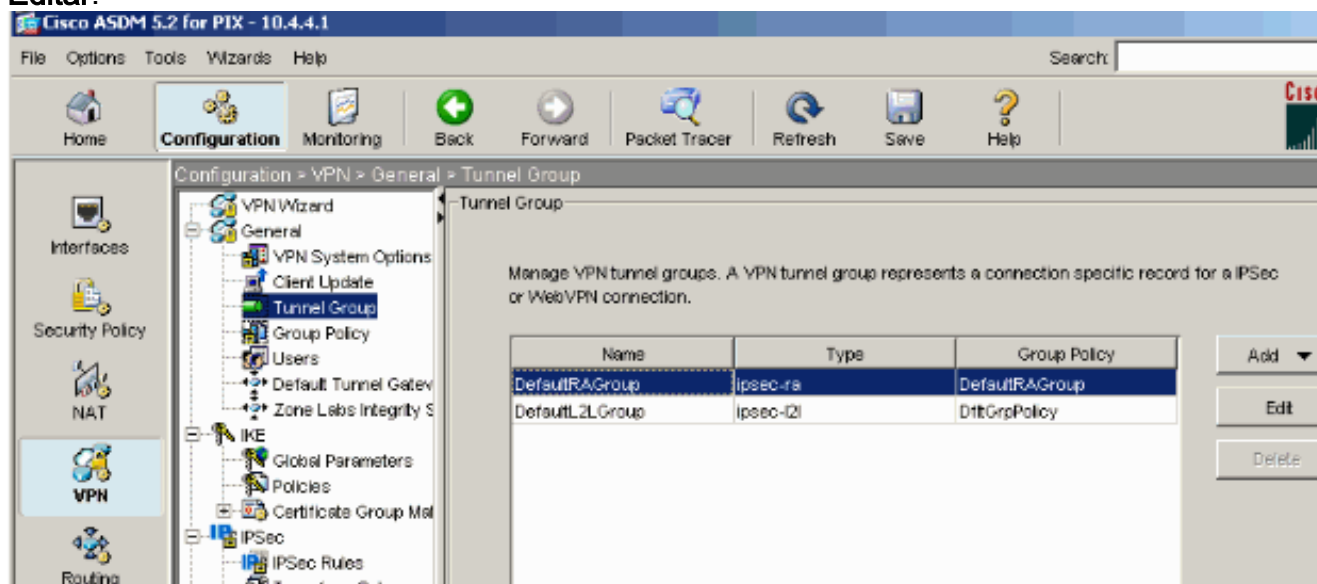 Editar.
Cisco ASDM 5.2 for PIX - 10.4.4.1
File Options Tools Wizards Help Search:
Home Configuration Monitoring Back Forward Packet Tracer Refresh Save Help
Configuration > VPN > General > Tunnel Group
Interfaces
Security Policy
NAT
VPN
Routing
VPN Wizard
General
VPN System Options
Client Update
Tunnel Group
Group Policy
Users
Default Tunnel Gatew
Zone Labs Integrity S
IKE
Global Parameters
Policies
Certificate Group Mat
IPSec
IPSec Rules
Tunnel Group
Manage VPN tunnel groups. A VPN tunnel group represents a connection specific record for a IPSec
or WebVPN connection.
Name Type Group Policy
DefaultRAGroup ipsec-ra DefaultRAGroup
DefaultL2LGroup ipsec-l2l DfltGrpPolicy
Add
Edit
Delete